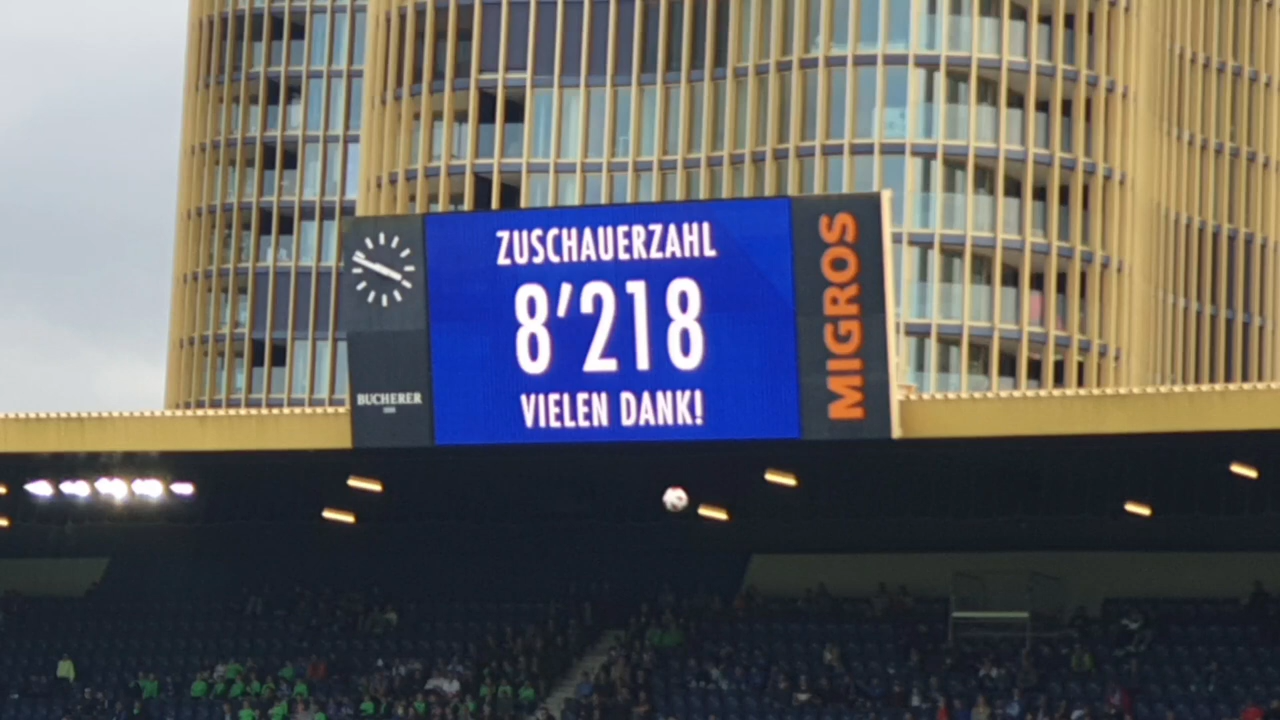 ZUSCHAUERZAHL
8’218
VIELEN DANK!
BUCHERER
MIGROS